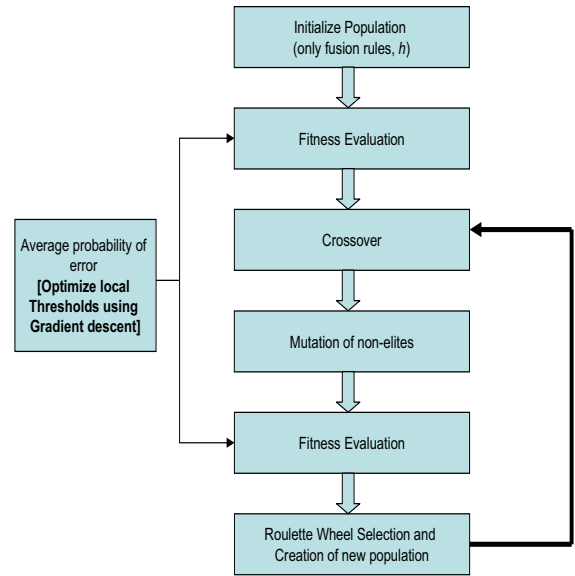 Initialize Population
(only fusion rules, h)
Fitness Evaluation
Crossover
Average probability of
error
[Optimize local
Thresholds using
Gradient descent]
Mutation of non-elites
Fitness Evaluation
Roulette Wheel Selection and
Creation of new population